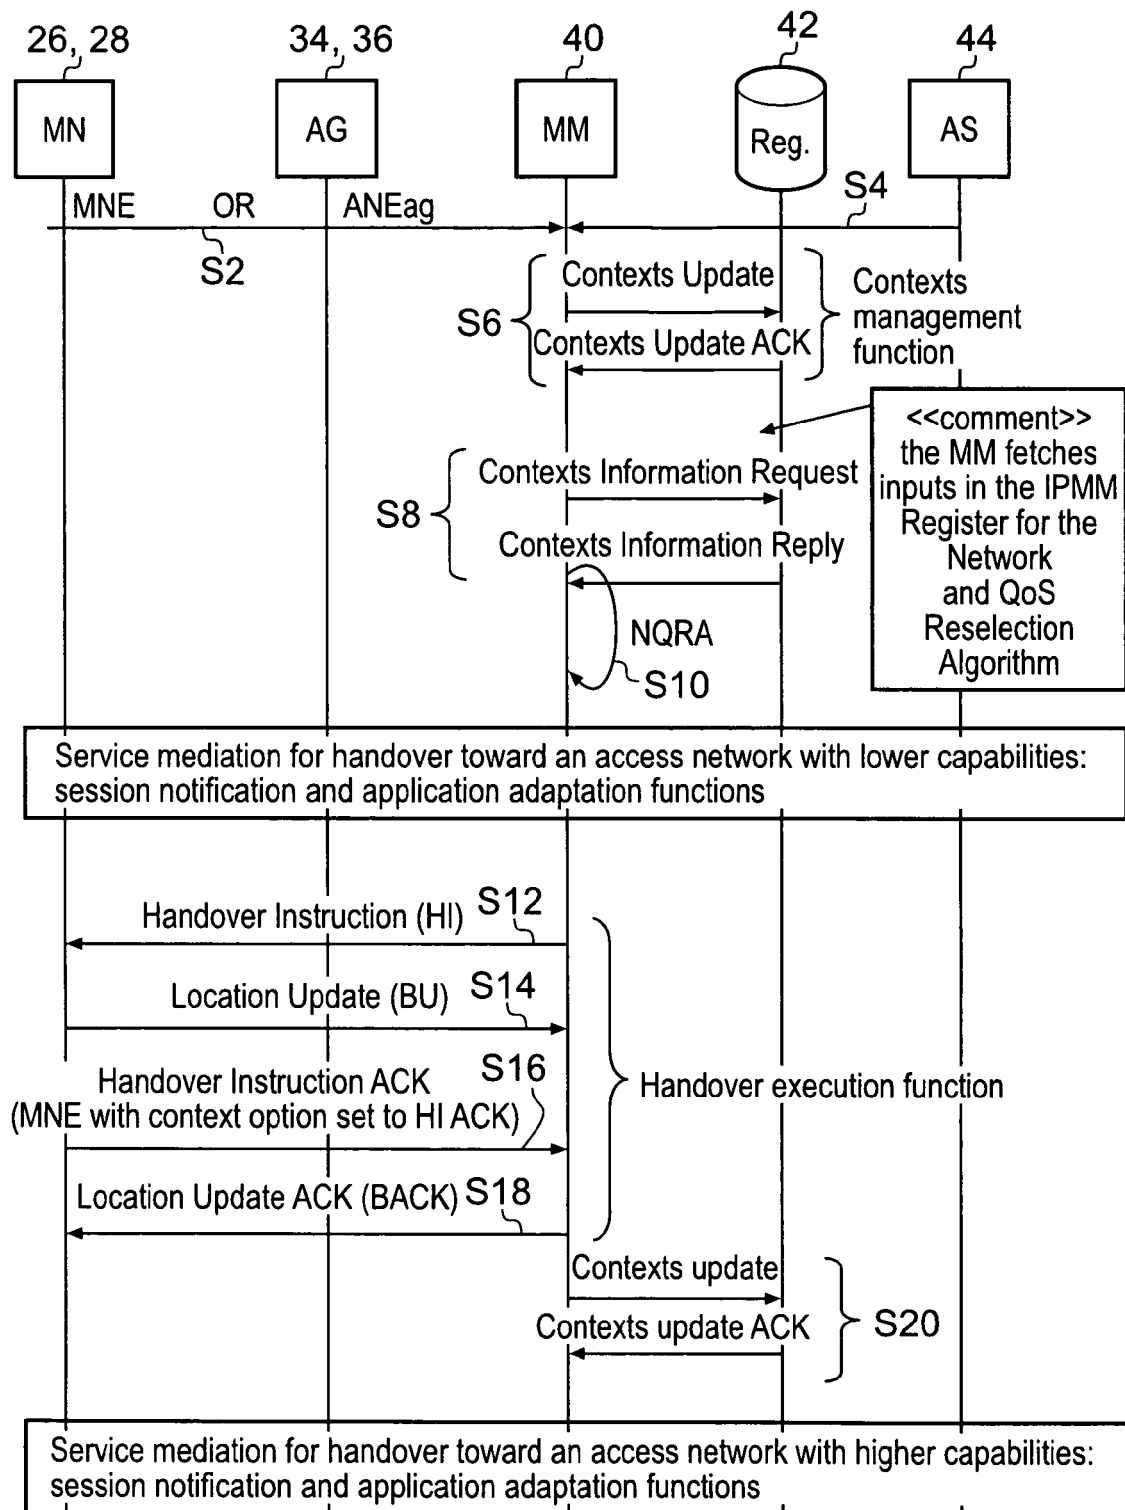 26, 28
34, 36
40
42
44
MN
AG
MM
Reg.
AS
MNE OR ANEag
S4
S2
Contexts Update
S6
Contexts Update ACK
Contexts
management
function
<<comment>>
the MM fetches
inputs in the IPMM
Register for the
Network
and QoS
Reselection
Algorithm
Contexts Information Request
S8
Contexts Information Reply
NQRA
S10
Service mediation for handover toward an access network with lower capabilities:
session notification and application adaptation functions
Handover Instruction (HI)
S12
Location Update (BU)
S14
Handover Instruction ACK
(MNE with context option set to HI ACK)
S16
Handover execution function
Location Update ACK (BACK)
S18
Contexts update
Contexts update ACK
S20
Service mediation for handover toward an access network with higher capabilities:
session notification and application adaptation functions